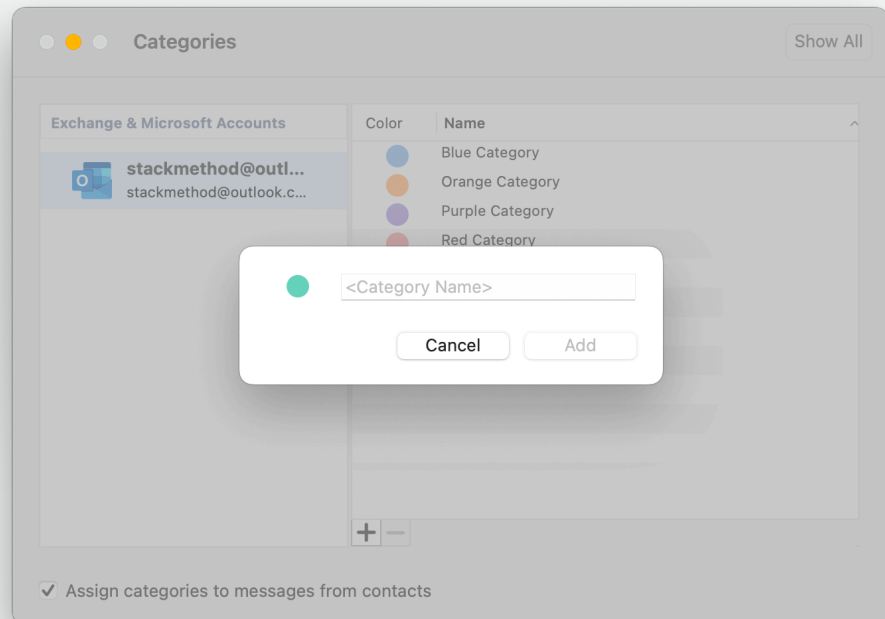 Categories
Show All
Exchange & Microsoft Accounts
stackmethod@outl...
stackmethod@outlook.c...
Color
Name
Blue Category
Orange Category
Purple Category
Red Category
<Category Name>
Cancel
Add
Assign categories to messages from contacts